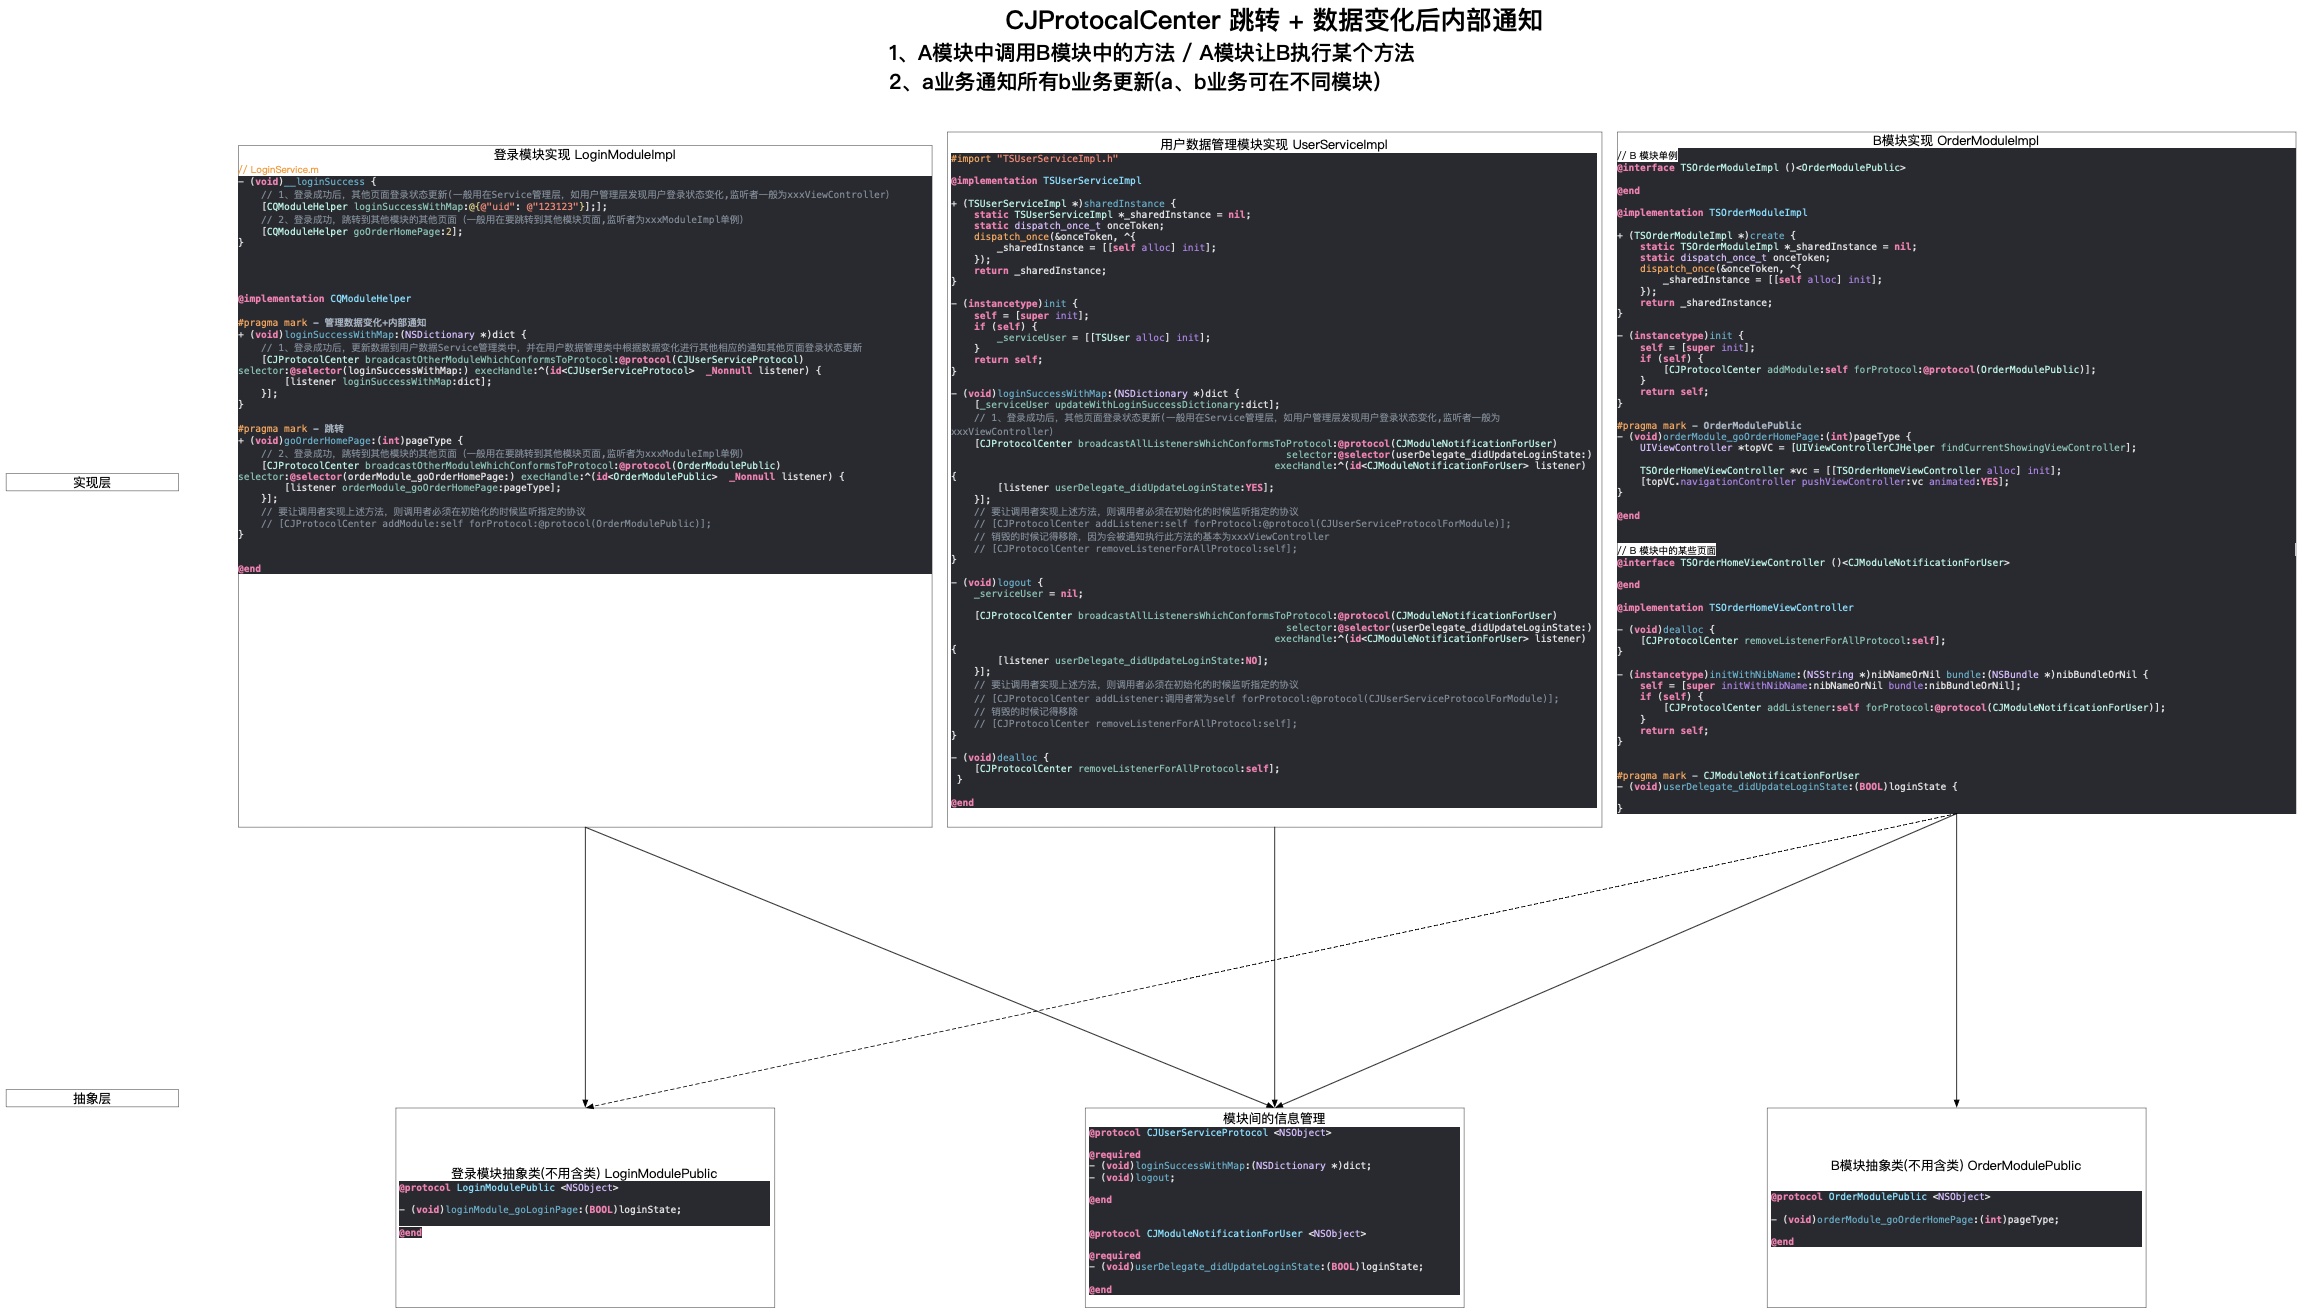 CJProtocalCenter 跳转 + 数据变化后内部通知
1、A模块中调用B模块中的方法 / A模块让B执行某个方法
2、a业务通知所有b业务更新(a、b业务可在不同模块)
登录模块实现 LoginModuleImpl
// LoginService.m
- (void)__loginSuccess {
    // 1、登录成功后，其他页面登录状态更新(一般用在Service管理层，如用户管理层发现用户登录状态变化,监听者一般为xxxViewController)
    [CQModuleHelper loginSuccessWithMap:@{@"uid": @"123123"}];];
    // 2、登录成功，跳转到其他模块的其他页面 (一般用在要跳转到其他模块页面,监听者为xxxModuleImpl单例)
    [CQModuleHelper goOrderHomePage:2];
}
@implementation CQModuleHelper
#pragma mark - 管理数据变化+内部通知
+ (void)loginSuccessWithMap:(NSDictionary *)dict {
    // 1、登录成功后，更新数据到用户数据Service管理类中，并在用户数据管理类中根据数据变化进行其他相应的通知其他页面登录状态更新
    [CJProtocolCenter broadcastOtherModuleWhichConformsToProtocol:@protocol(CJUserServiceProtocol)
selector:@selector(loginSuccessWithMap:) execHandle:^(id<CJUserServiceProtocol>  _Nonnull listener) {
        [listener loginSuccessWithMap:dict];
    }];
}
#pragma mark - 跳转
+ (void)goOrderHomePage:(int)pageType {
    // 2、登录成功，跳转到其他模块的其他页面 (一般用在要跳转到其他模块页面,监听者为xxxModuleImpl单例)
    [CJProtocolCenter broadcastOtherModuleWhichConformsToProtocol:@protocol(OrderModulePublic)
selector:@selector(orderModule_goOrderHomePage:) execHandle:^(id<OrderModulePublic>  _Nonnull listener) {
        [listener orderModule_goOrderHomePage:pageType];
    }];
    // 要让调用者实现上述方法，则调用者必须在初始化的时候监听指定的协议
    // [CJProtocolCenter addModule:self forProtocol:@protocol(OrderModulePublic)];
}
@end
用户数据管理模块实现 UserServiceImpl
#import "TSUserServiceImpl.h"
@implementation TSUserServiceImpl
+ (TSUserServiceImpl *)sharedInstance {
    static TSUserServiceImpl *_sharedInstance = nil;
    static dispatch_once_t onceToken;
    dispatch_once(&onceToken, ^{
        _sharedInstance = [[self alloc] init];
    });
    return _sharedInstance;
}
- (instancetype)init {
    self = [super init];
    if (self) {
        _serviceUser = [[TSUser alloc] init];
    }
    return self;
}
- (void)loginSuccessWithMap:(NSDictionary *)dict {
    [_serviceUser updateWithLoginSuccessDictionary:dict];
    // 1、登录成功后，其他页面登录状态更新(一般用在Service管理层，如用户管理层发现用户登录状态变化,监听者一般为
xxxViewController)
    [CJProtocolCenter broadcastAllListenersWhichConformsToProtocol:@protocol(CJModuleNotificationForUser)
selector:@selector(userDelegate_didUpdateLoginState:)
execHandle:^(id<CJModuleNotificationForUser> listener)
{
        [listener userDelegate_didUpdateLoginState:YES];
    }];
    // 要让调用者实现上述方法，则调用者必须在初始化的时候监听指定的协议
    // [CJProtocolCenter addListener:self forProtocol:@protocol(CJUserServiceProtocolForModule)];
    // 销毁的时候记得移除，因为会被通知执行此方法的基本为xxxViewController
    // [CJProtocolCenter removeListenerForAllProtocol:self];
}
- (void)logout {
    _serviceUser = nil;
    [CJProtocolCenter broadcastAllListenersWhichConformsToProtocol:@protocol(CJModuleNotificationForUser)
selector:@selector(userDelegate_didUpdateLoginState:)
execHandle:^(id<CJModuleNotificationForUser> listener)
{
        [listener userDelegate_didUpdateLoginState:NO];
    }];
    // 要让调用者实现上述方法，则调用者必须在初始化的时候监听指定的协议
    // [CJProtocolCenter addListener:调用者常为self forProtocol:@protocol(CJUserServiceProtocolForModule)];
    // 销毁的时候记得移除
    // [CJProtocolCenter removeListenerForAllProtocol:self];
}
- (void)dealloc {
    [CJProtocolCenter removeListenerForAllProtocol:self];
}
@end
B模块实现 OrderModuleImpl
// B 模块单例
@interface TSOrderModuleImpl ()<OrderModulePublic>
@end
@implementation TSOrderModuleImpl
+ (TSOrderModuleImpl *)create {
    static TSOrderModuleImpl *_sharedInstance = nil;
    static dispatch_once_t onceToken;
    dispatch_once(&onceToken, ^{
        _sharedInstance = [[self alloc] init];
    });
    return _sharedInstance;
}
- (instancetype)init {
    self = [super init];
    if (self) {
        [CJProtocolCenter addModule:self forProtocol:@protocol(OrderModulePublic)];
    }
    return self;
}
#pragma mark - OrderModulePublic
- (void)orderModule_goOrderHomePage:(int)pageType {
    UIViewController *topVC = [UIViewControllerCJHelper findCurrentShowingViewController];
    TSOrderHomeViewController *vc = [[TSOrderHomeViewController alloc] init];
    [topVC.navigationController pushViewController:vc animated:YES];
}
@end
// B 模块中的某些页面
@interface TSOrderHomeViewController ()<CJModuleNotificationForUser>
@end
@implementation TSOrderHomeViewController
- (void)dealloc {
    [CJProtocolCenter removeListenerForAllProtocol:self];
}
- (instancetype)initWithNibName:(NSString *)nibNameOrNil bundle:(NSBundle *)nibBundleOrNil {
    self = [super initWithNibName:nibNameOrNil bundle:nibBundleOrNil];
    if (self) {
        [CJProtocolCenter addListener:self forProtocol:@protocol(CJModuleNotificationForUser)];
    }
    return self;
}
#pragma mark - CJModuleNotificationForUser
- (void)userDelegate_didUpdateLoginState:(BOOL)loginState {
}
实现层
抽象层
登录模块抽象类(不用含类) LoginModulePublic
@protocol LoginModulePublic <NSObject>
- (void)loginModule_goLoginPage:(BOOL)loginState;
@end
模块间的信息管理
@protocol CJUserServiceProtocol <NSObject>
@required
- (void)loginSuccessWithMap:(NSDictionary *)dict;
- (void)logout;
@end
@protocol CJModuleNotificationForUser <NSObject>
@required
- (void)userDelegate_didUpdateLoginState:(BOOL)loginState;
@end
B模块抽象类(不用含类) OrderModulePublic
@protocol OrderModulePublic <NSObject>
- (void)orderModule_goOrderHomePage:(int)pageType;
@end